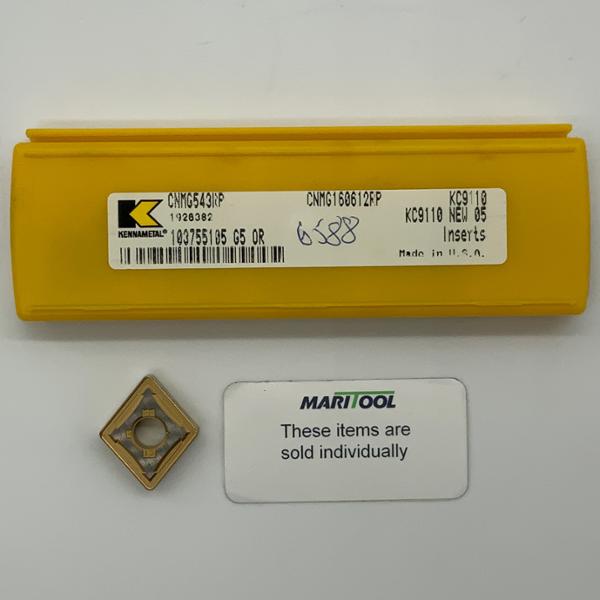 CNMG543RP CNMG160612RP KC9110
1926382 KC9110 NEW 05
KENNAMETAL® 103755105 G5 OR 6588 Inserts
Made in U.S.A.
MARITOOL
These items are
sold individually